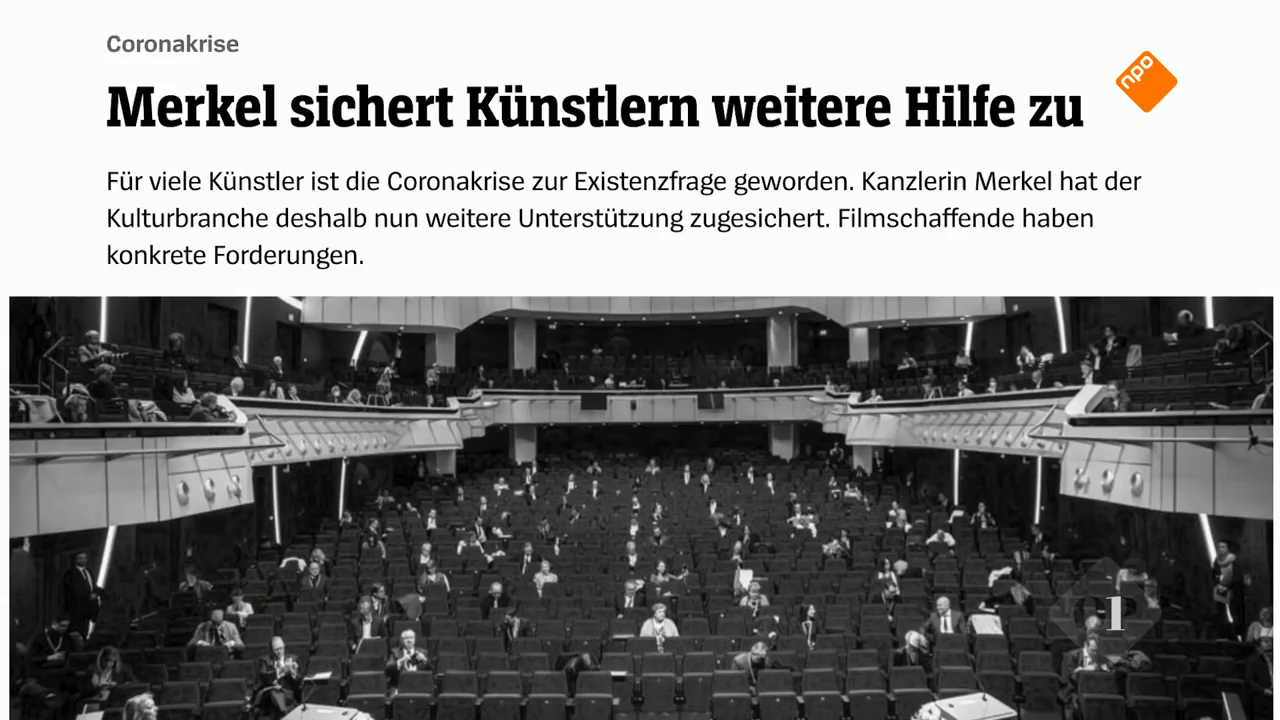 Coronakrise
npo
Merkel sichert Künstlern weitere Hilfe zu
Für viele Künstler ist die Coronakrise zur Existenzfrage geworden. Kanzlerin Merkel hat der
Kulturbranche deshalb nun weitere Unterstützung zugesichert. Filmschaffende haben
konkrete Forderungen.
1